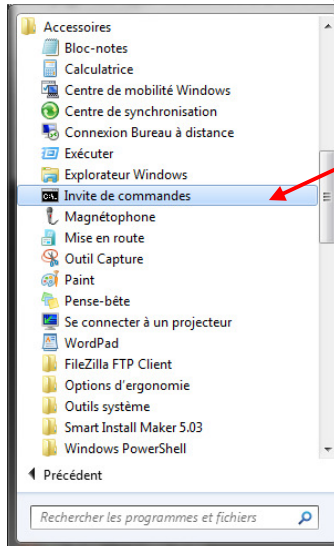 Accessoires
Bloc-notes
Calculatrice
Centre de mobilité Windows
Centre de synchronisation
Connexion Bureau à distance
Exécuter
Explorateur Windows
Invite de commandes
Magnétophone
Mise en route
Outil Capture
Paint
Pense-bête
Se connecter à un projecteur
WordPad
FileZilla FTP Client
Options d'ergonomie
Outils système
Smart Install Maker 5.03
Windows PowerShell
Précédent
Rechercher les programmes et fichiers